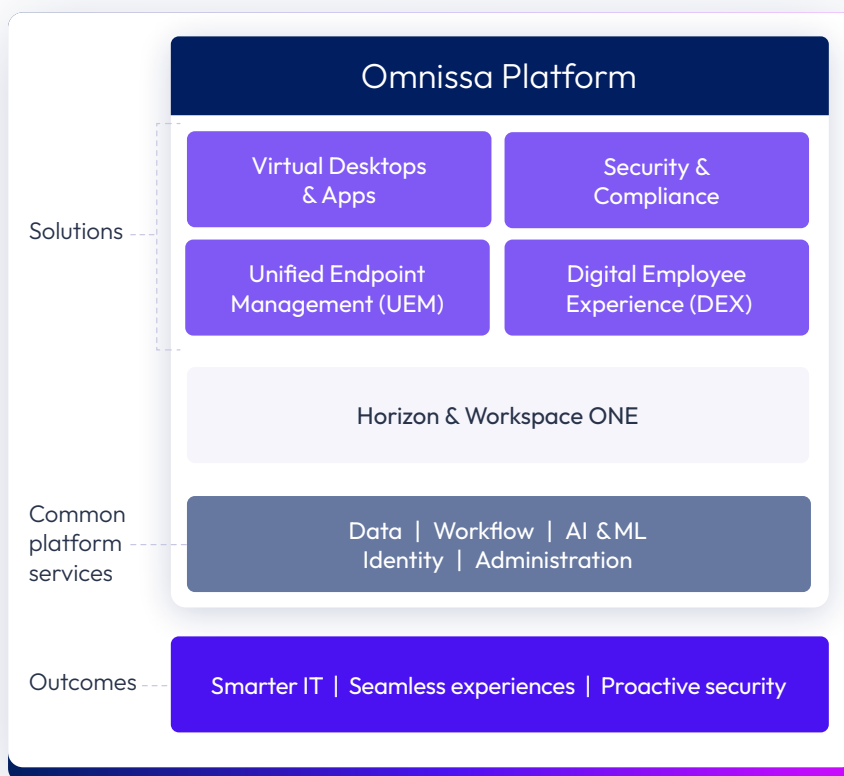 Omnissa Platform
Solutions
Virtual Desktops
& Apps
Security &
Compliance
Unified Endpoint
Management (UEM)
Digital Employee
Experience (DEX)
Horizon & Workspace ONE
Common
platform
services
Data | Workflow | AI & ML
Identity | Administration
Outcomes
Smarter IT | Seamless experiences | Proactive security